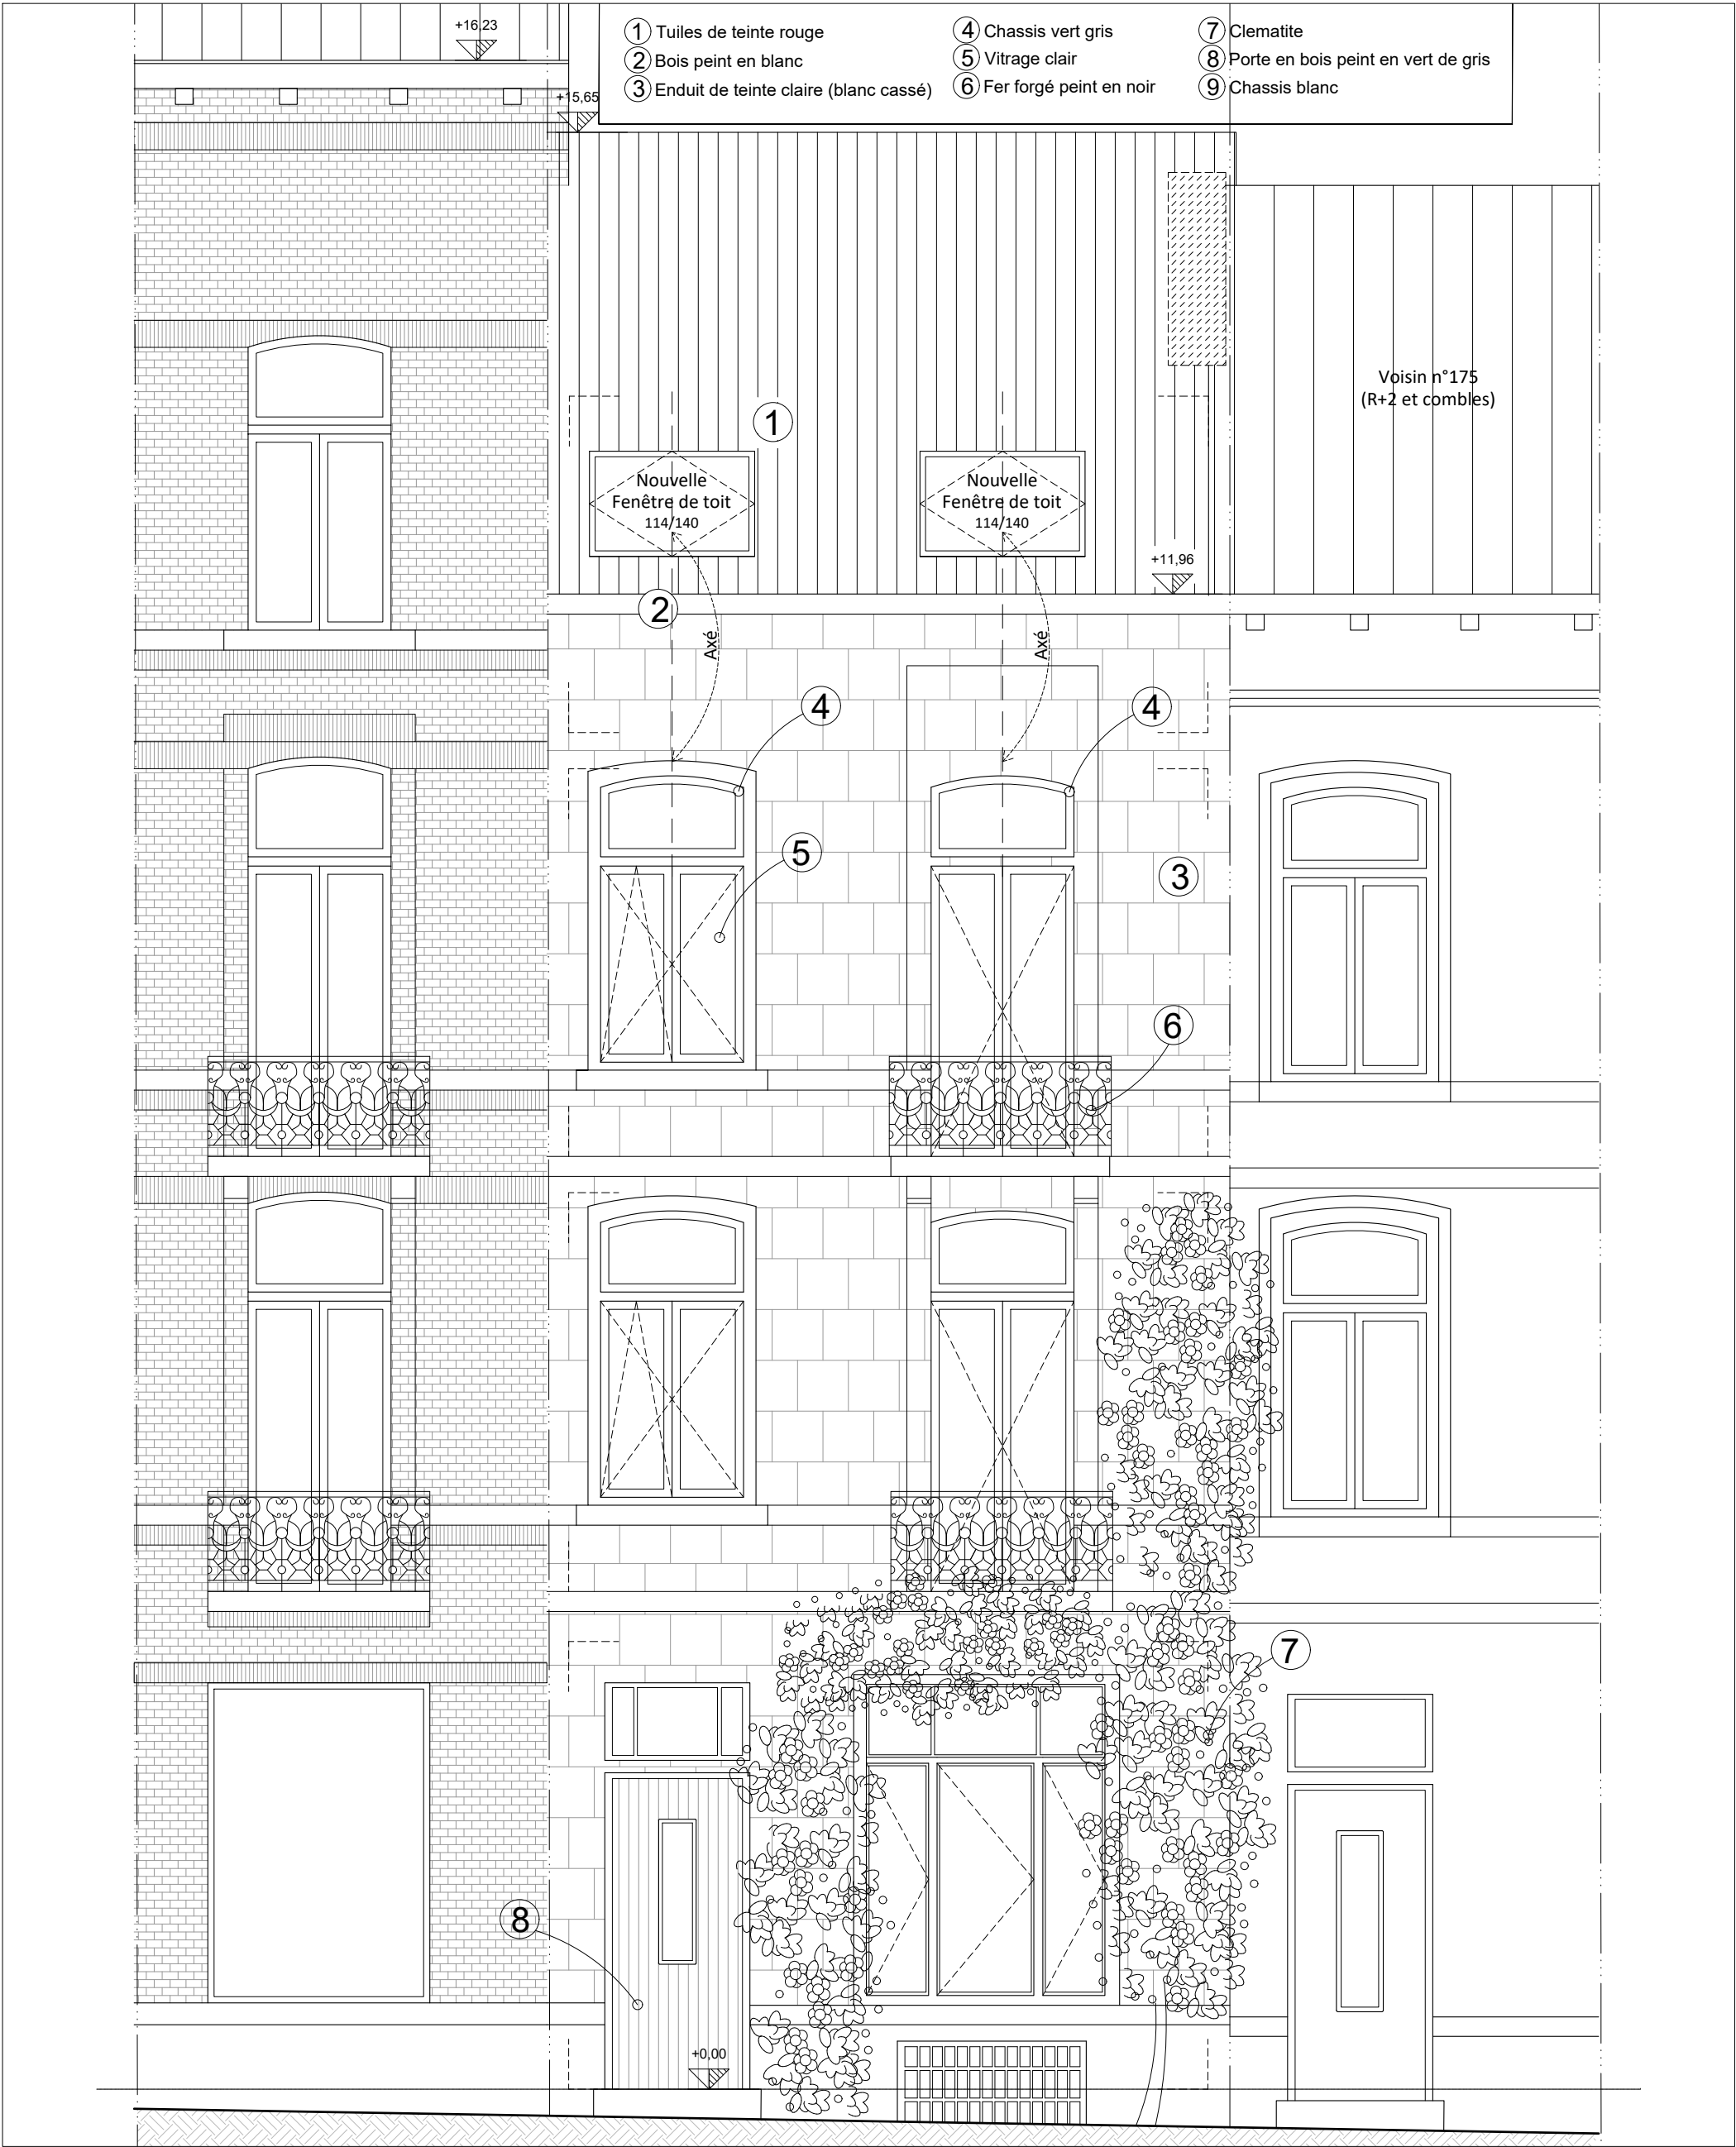 +16,23
+15,65
1 Tuiles de teinte rouge
2 Bois peint en blanc
3 Enduit de teinte claire (blanc cassé)
4 Chassis vert gris
5 Vitrage clair
6 Fer forgé peint en noir
7 Clematite
8 Porte en bois peint en vert de gris
9 Chassis blanc
Voisin n°175
(R+2 et combles)
1
Nouvelle
Fenêtre de toit
114/140
Nouvelle
Fenêtre de toit
114/140
+11,96
2
Axé
Axé
4
4
5
3
6
7
8
+0,00